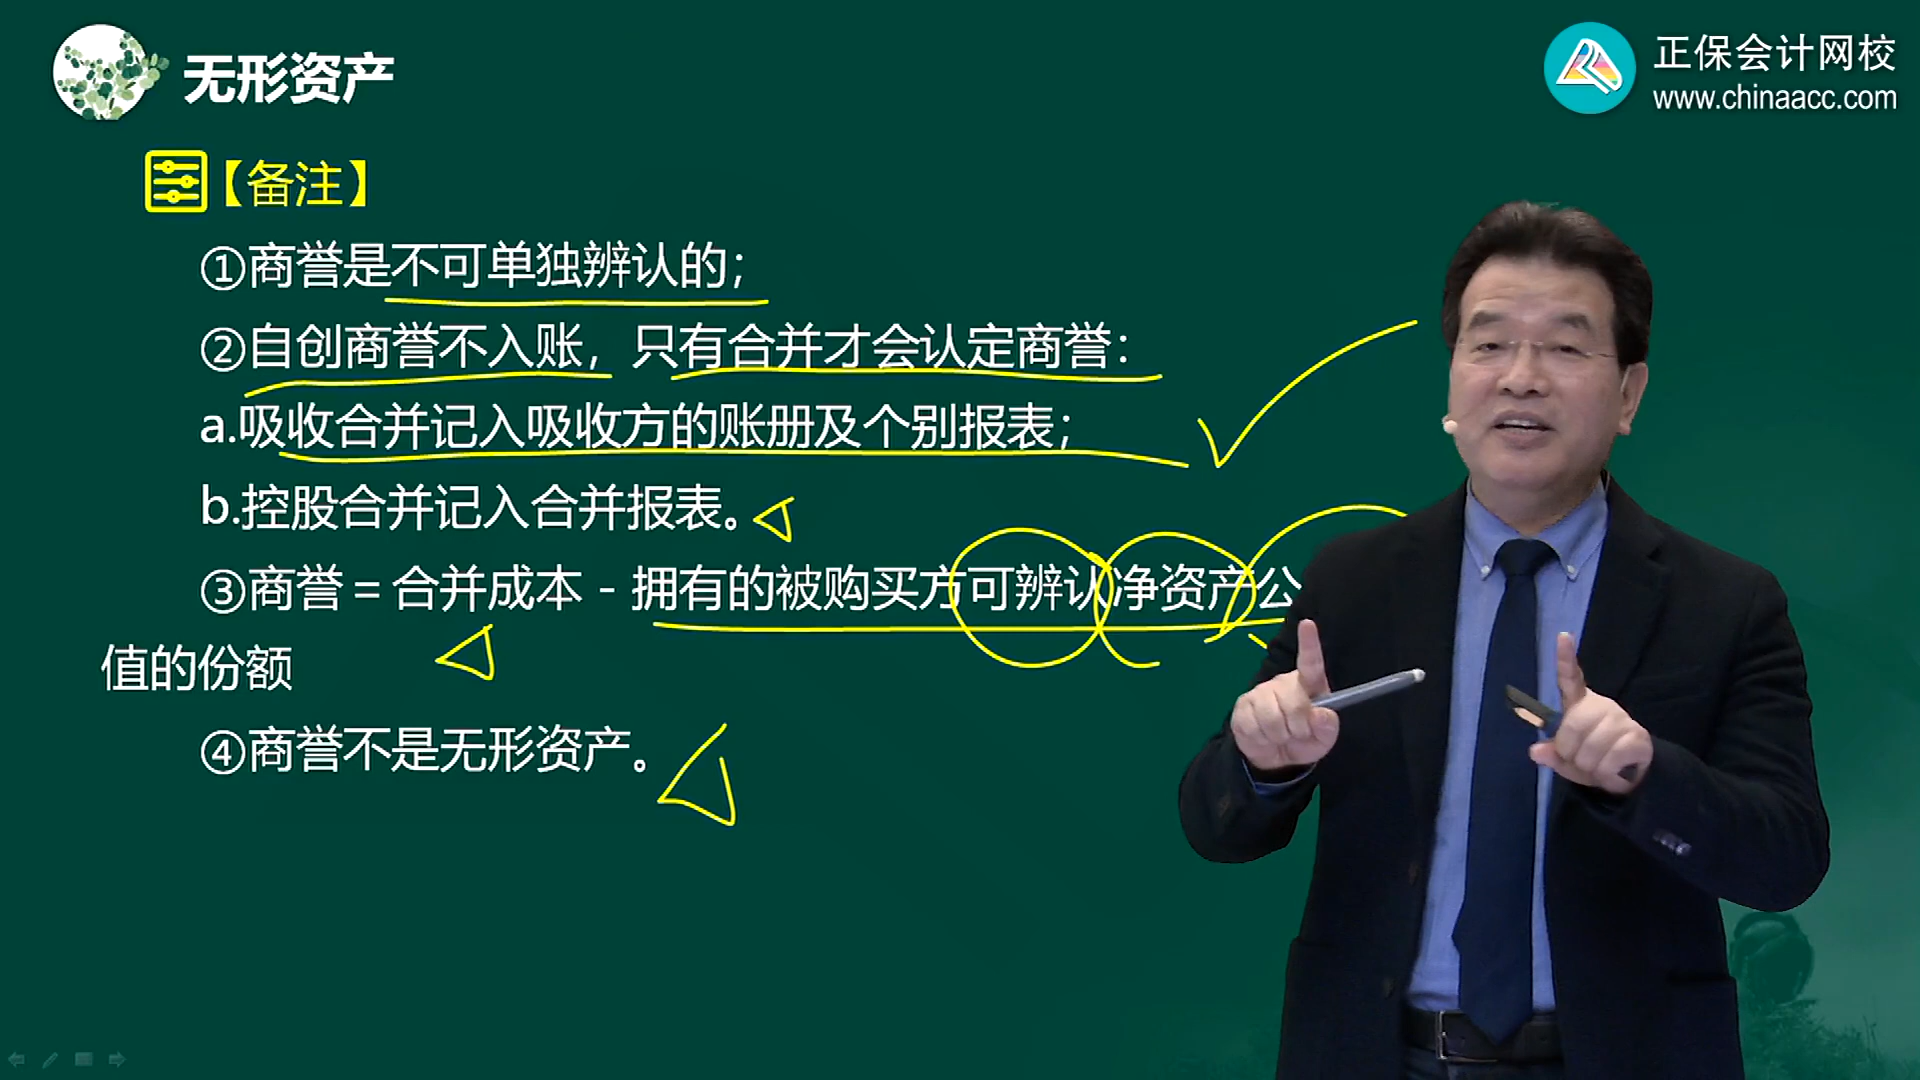 无形资产
正保会计网校
www.chinaacc.com
【备注】
①商誉是不可单独辨认的；
②自创商誉不入账，只有合并才会认定商誉：
a.吸收合并记入吸收方的账册及个别报表；
b.控股合并记入合并报表。
③商誉＝合并成本－拥有的被购买方可辨认净资产公
值的份额
④商誉不是无形资产。